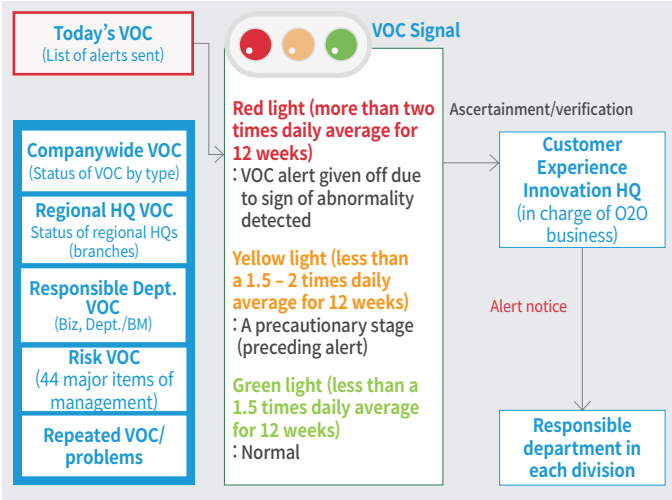 Today's VOC
(List of alerts sent)
Companywide VOC
(Status of VOC by type)
Regional HQ VOC
Status of regional HQs
(branches)
Responsible Dept.
VOC
(Biz, Dept./BM)
Risk VOC
(44 major items of
management)
Repeated VOC/
problems
VOC Signal
Red light (more than two
times daily average for
12 weeks)
: VOC alert given off due
to sign of abnormality
detected
Yellow light (less than
a 1.5 – 2 times daily
average for 12 weeks)
: A precautionary stage
(preceding alert)
Green light (less than a
1.5 times daily average
for 12 weeks)
: Normal
Ascertainment/verification
Customer
Experience
Innovation HQ
(in charge of O2O
business)
Alert notice
Responsible
department in
each division